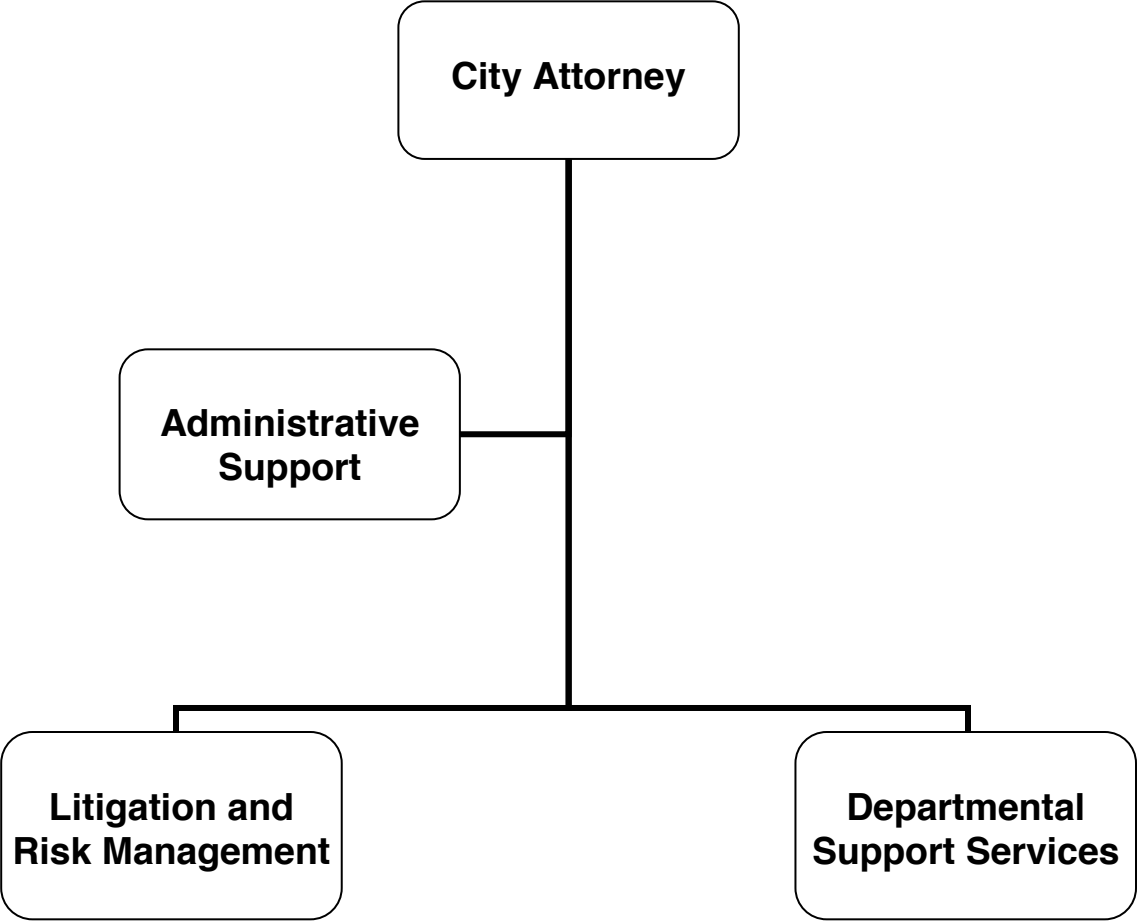 City Attorney
Administrative
Support
Litigation and
Risk Management
Departmental
Support Services